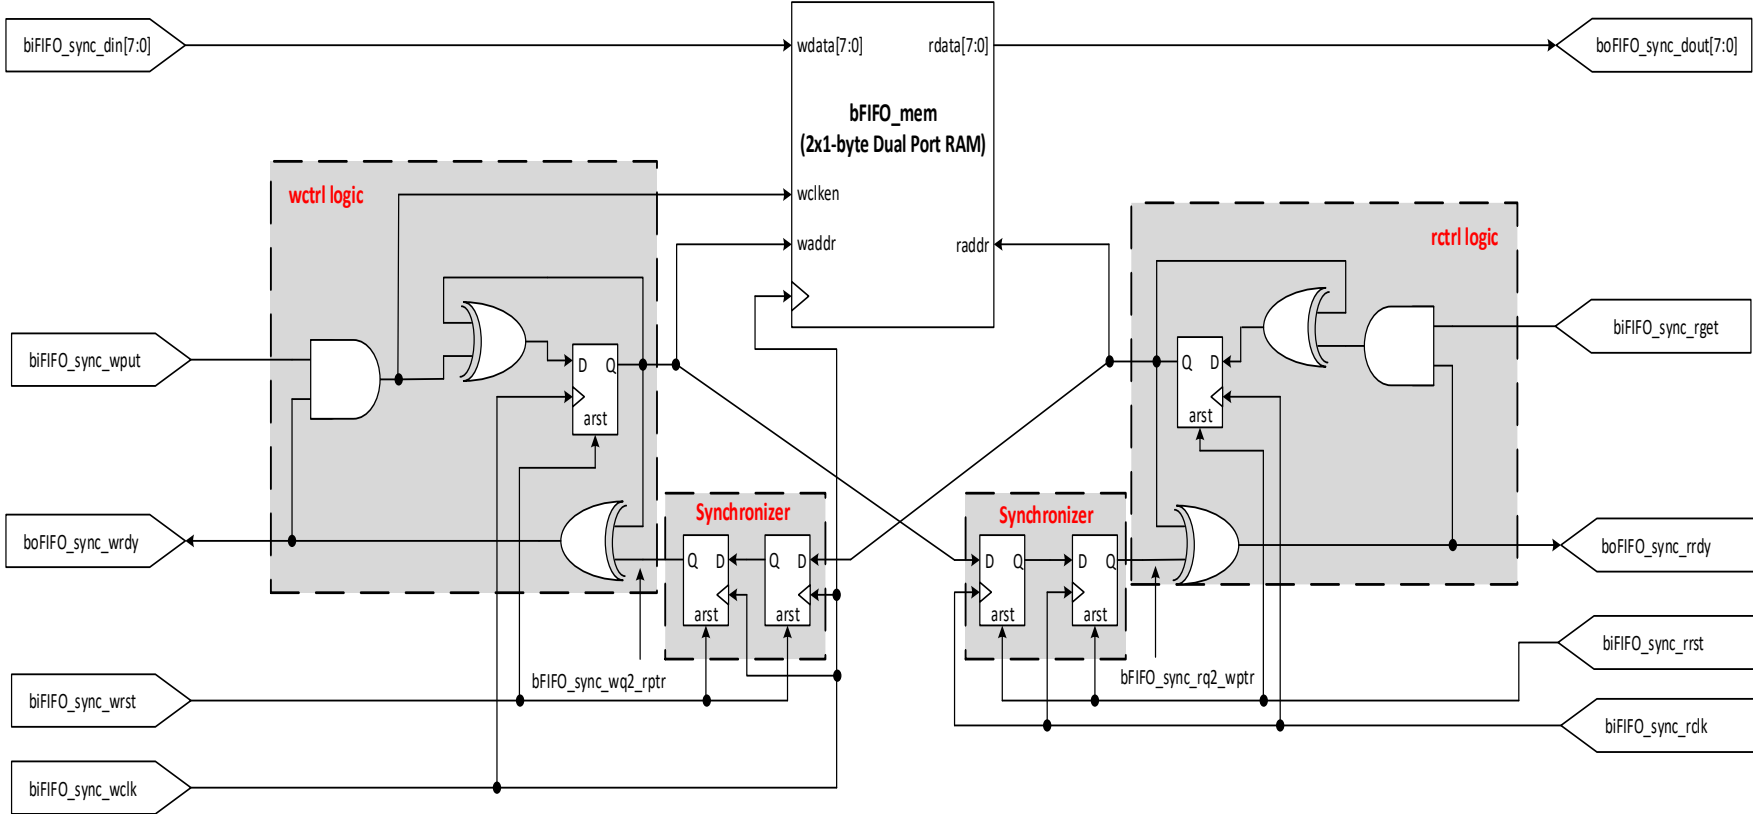 biFIFO_sync_din[7:0]
wdata[7:0]
rdata[7:0]
boFIFO_sync_dout[7:0]
bFIFO_mem
(2x1-byte Dual Port RAM)
wctrl logic
wclken
waddr
raddr
rctrl logic
biFIFO_sync_wput
D
Q
arst
Q
D
arst
biFIFO_sync_rget
boFIFO_sync_wrdy
Synchronizer
Q
D
arst
Q
D
arst
Synchronizer
D
Q
arst
D
Q
arst
boFIFO_sync_rrdy
bFIFO_sync_wq2_rptr
bFIFO_sync_rq2_wptr
biFIFO_sync_rrst
biFIFO_sync_wrst
biFIFO_sync_rclk
biFIFO_sync_wclk